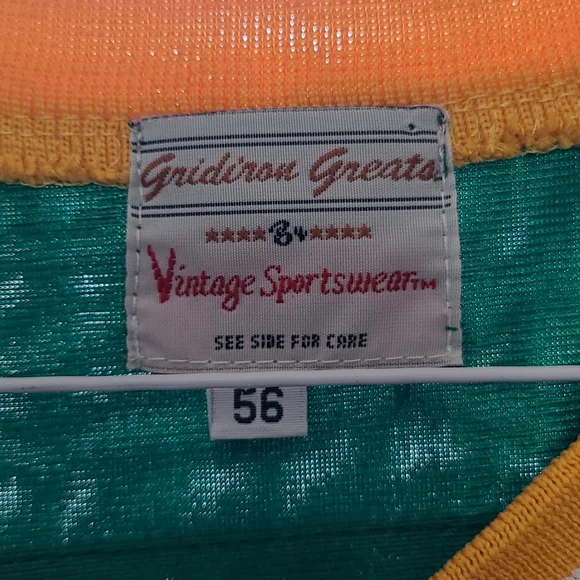 Gridiron Greats
By
Vintage Sportswear™
SEE SIDE FOR CARE
56